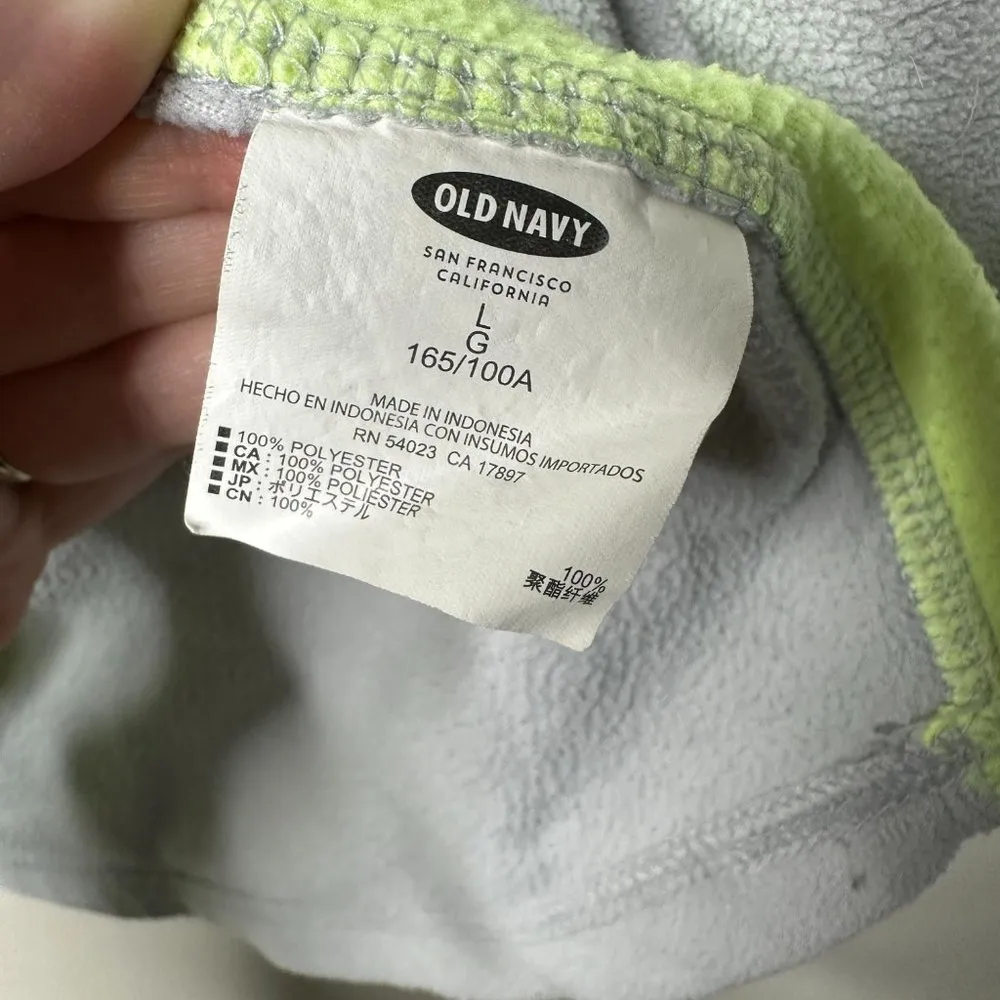 OLD NAVY
SAN FRANCISCO
CALIFORNIA
L
G
165/100A
MADE IN INDONESIA
HECHO EN INDONESIA CON INSUMOS IMPORTADOS
RN 54023 CA 17897
■ 100% POLYESTER
■ CA : 100% POLYESTER
■ MX : 100% POLIÉSTER
■ JP : ポリエステル
■ CN : 100%
100%
聚酯纤维